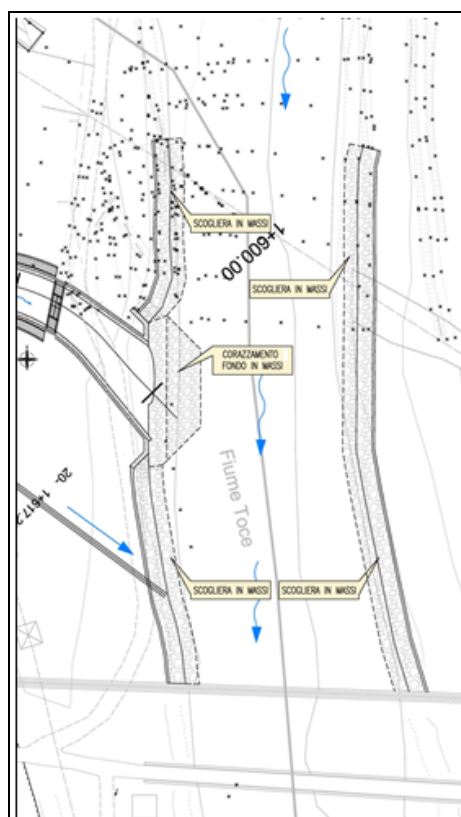 SCOGLIERA IN MASSI
1+600.00
SCOGLIERA IN MASSI
CORAZZAMENTO
FONDO IN MASSI
Fiume Toce
SCOGLIERA IN MASSI
SCOGLIERA IN MASSI